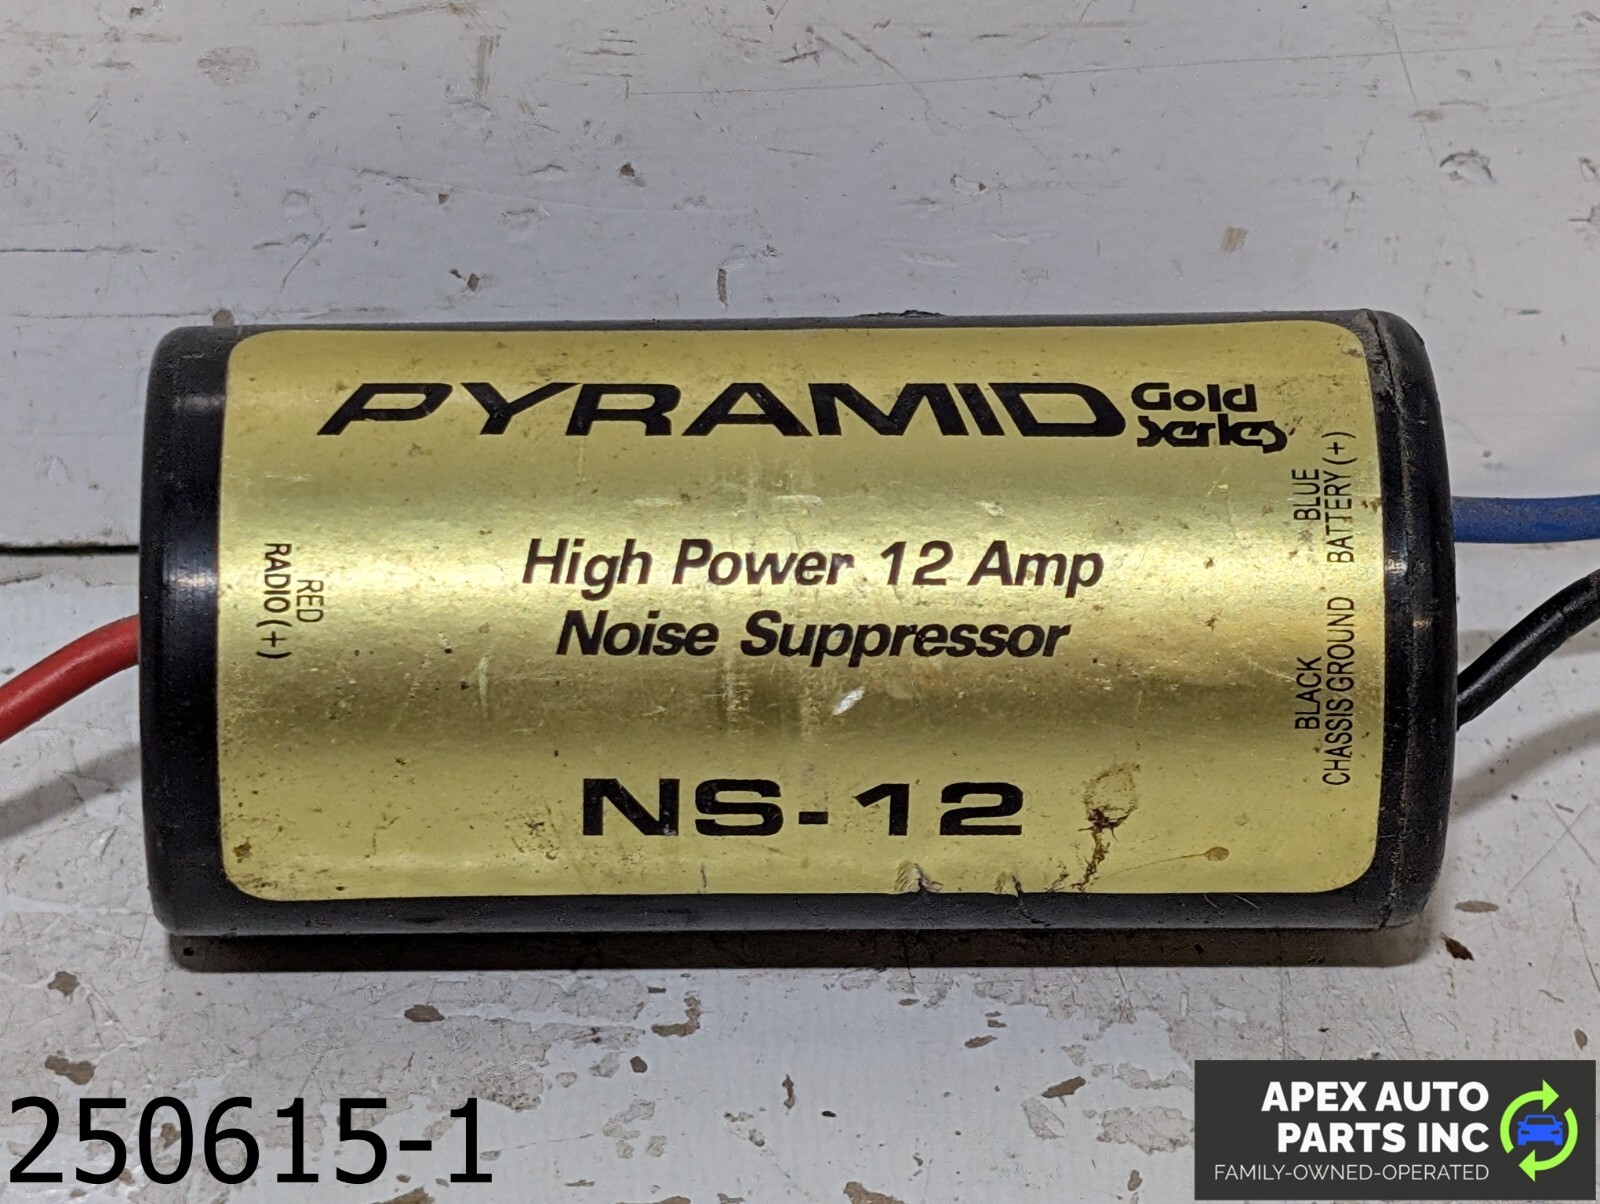 PYRAMID Gold Series
High Power 12 Amp
Noise Suppressor
NS-12
RED
RADIO (+)
BLUE
BATTERY (+)
BLACK
CHASSIS GROUND
250615-1
APEX AUTO
PARTS INC
FAMILY-OWNED-OPERATED